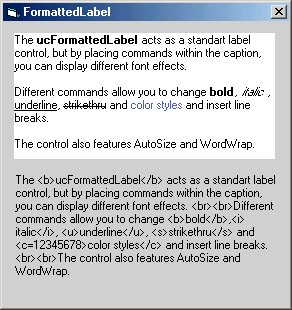 FormattedLabel
The ucFormattedLabel acts as a standart label
control, but by placing commands within the caption,
you can display different font effects.
Different commands allow you to change bold, italic ,
underline, strikethru and color styles and insert line
breaks.
The control also features AutoSize and WordWrap.
The <b>ucFormattedLabel</b> acts as a standart label
control, but by placing commands within the caption,
you can display different font effects. <br><br>Different
commands allow you to change <b>bold</b>,<i>
italic</i>, <u>underline</u>, <s>strikethru</s> and
<c=12345678>color styles</c> and insert line breaks.
<br><br>The control also features AutoSize and
WordWrap.